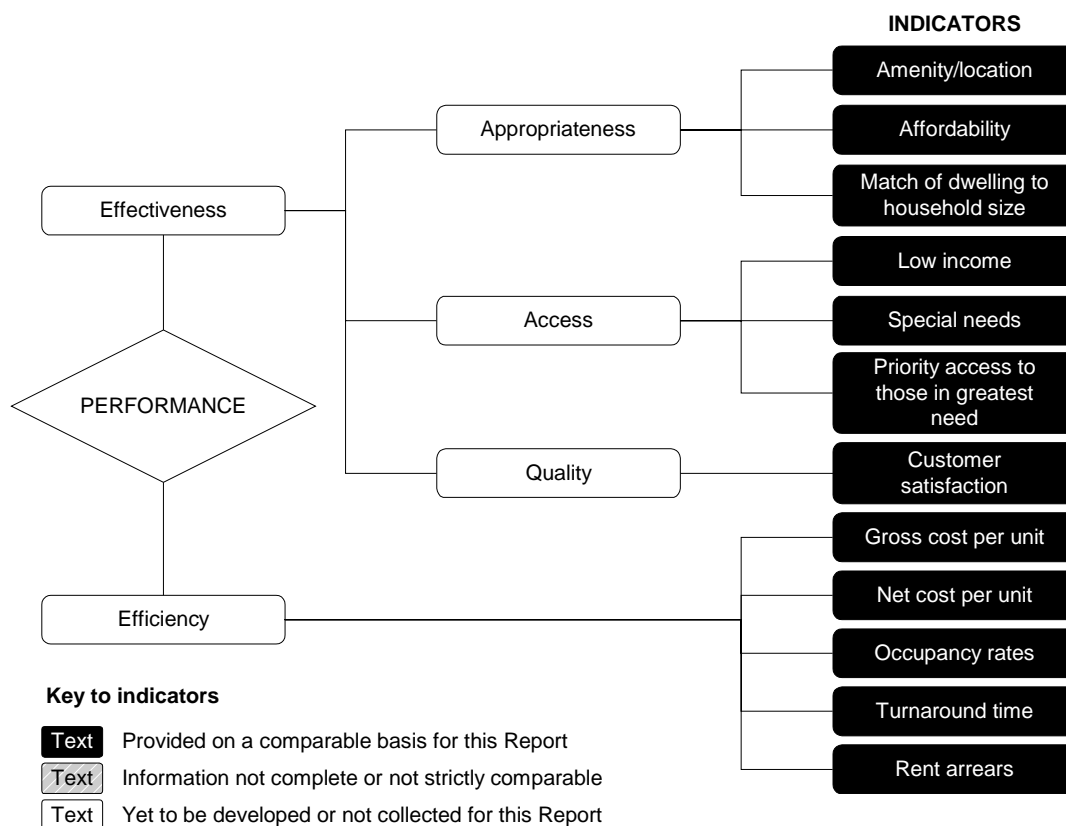 INDICATORS
Amenity/location
Appropriateness
Affordability
Match of dwelling to
household size
Effectiveness
Low income
Access
Special needs
Priority access to
those in greatest
need
PERFORMANCE
Quality
Customer
satisfaction
Gross cost per unit
Net cost per unit
Efficiency
Occupancy rates
Turnaround time
Rent arrears
Key to indicators
Text Provided on a comparable basis for this Report
Text Information not complete or not strictly comparable
Text Yet to be developed or not collected for this Report